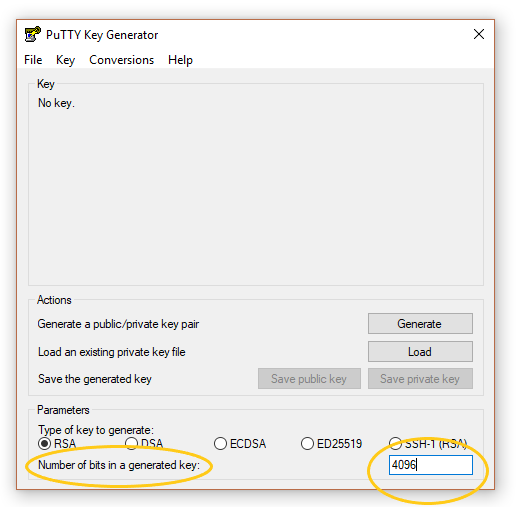 PuTTY Key Generator
File Key Conversions Help
Key
No key.
Actions
Generate a public/private key pair Generate
Load an existing private key file Load
Save the generated key Save public key Save private key
Parameters
Type of key to generate:
RSA DSA ECDSA ED25519 SSH-1 (RSA)
Number of bits in a generated key: 4096